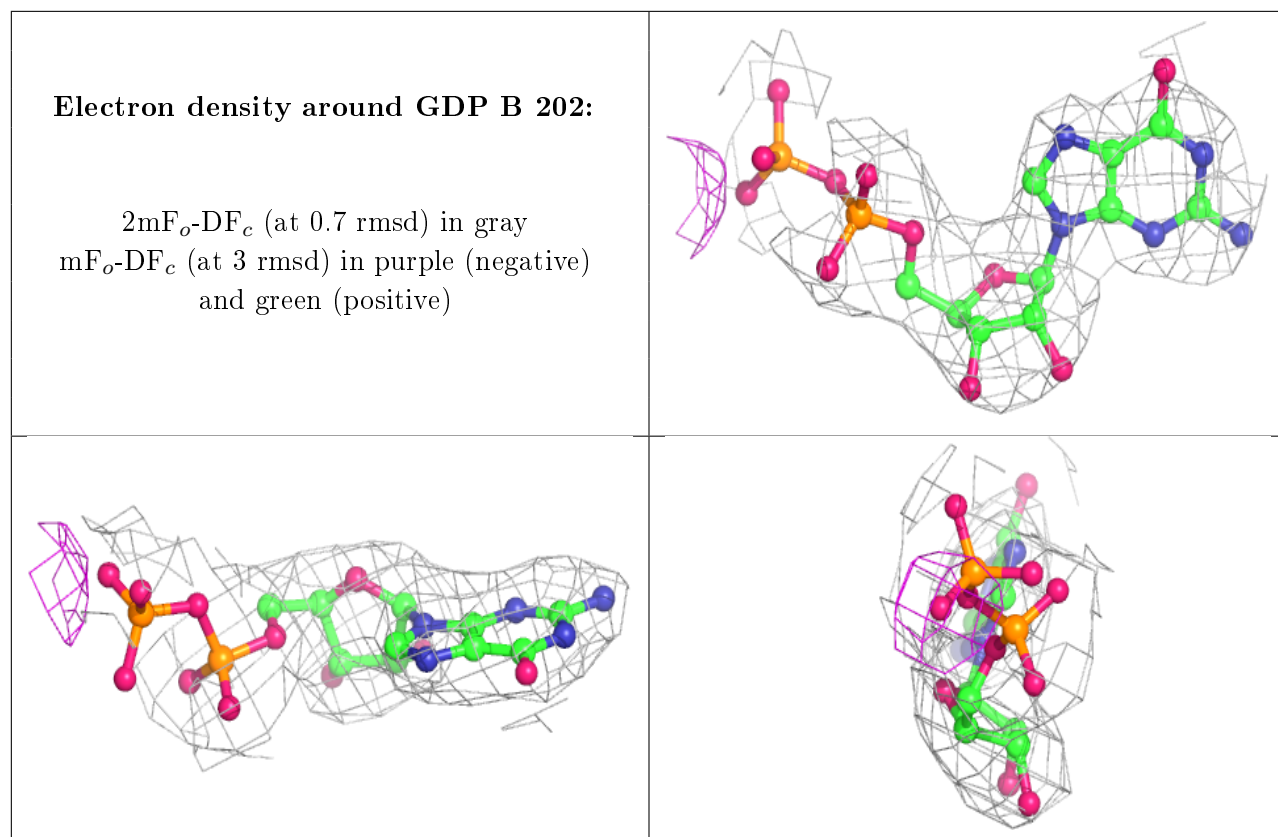 Electron density around GDP B 202:
2mFₒ-DF𝒸 (at 0.7 rmsd) in gray
mFₒ-DF𝒸 (at 3 rmsd) in purple (negative)
and green (positive)